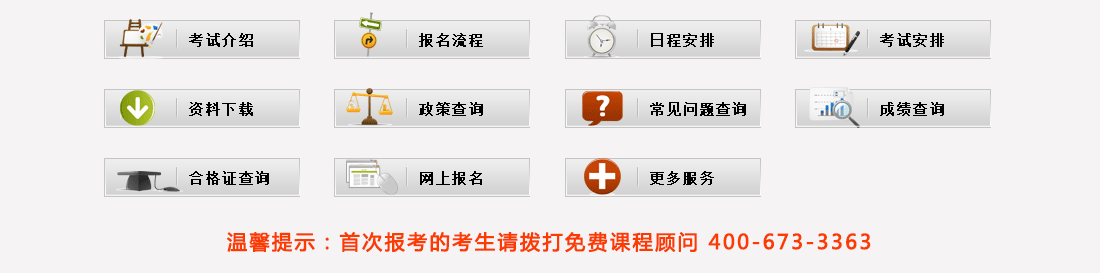 考试介绍
报名流程
日程安排
考试安排
资料下载
政策查询
常见问题查询
成绩查询
合格证查询
网上报名
更多服务
温馨提示：首次报考的考生请拨打免费课程顾问 400-673-3363